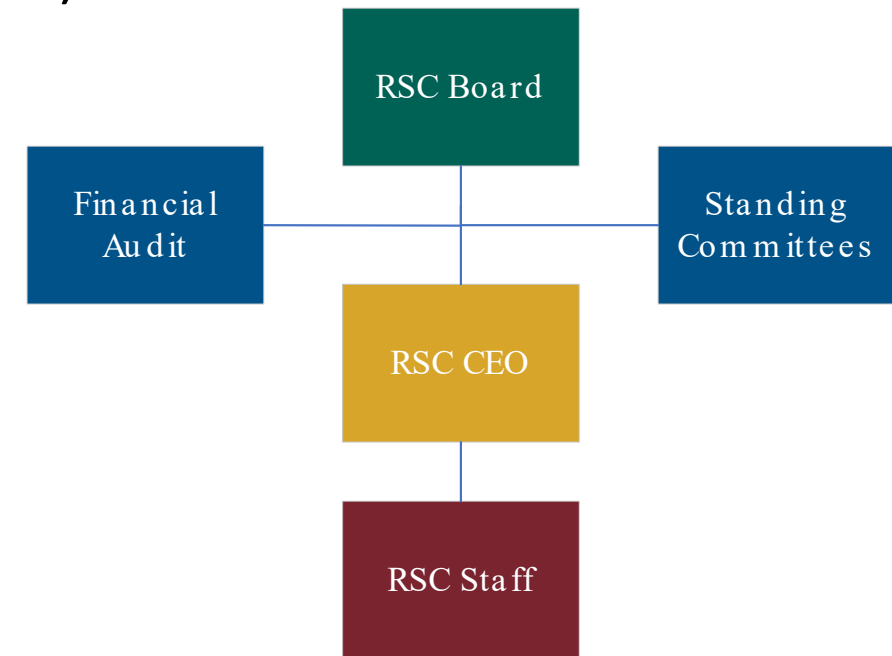 RSC Board
Financial
Audit
Standing
Committees
RSC CEO
RSC Staff